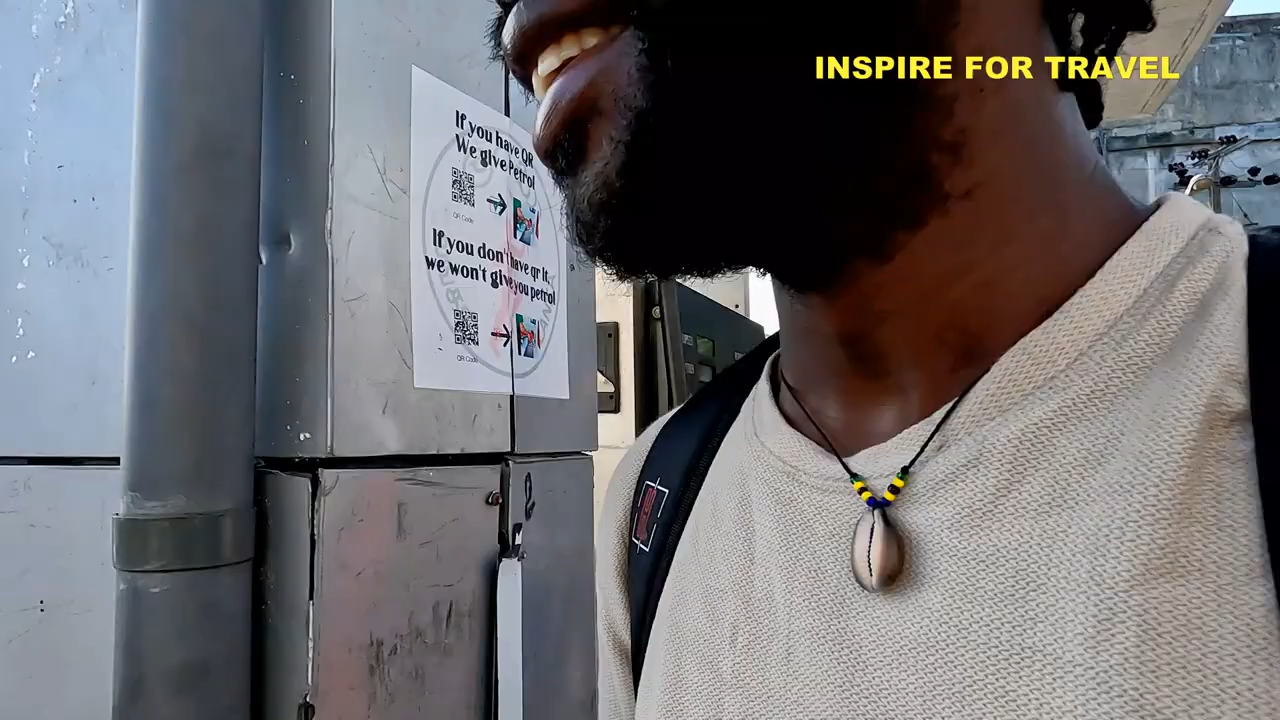 INSPIRE FOR TRAVEL
If you have QR
We give Petrol
QR Code
If you don't have qr it,
we won't give you petrol
QR Code